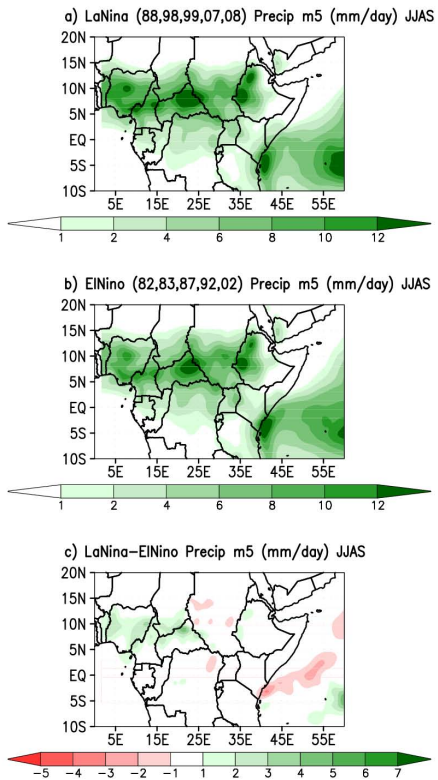 a) LaNina (88,98,99,07,08) Precip m5 (mm/day) JJAS
20N
15N
10N
5N
EQ
5S
10S
5E 15E 25E 35E 45E 55E
1 2 4 6 8 10 12
b) ElNino (82,83,87,92,02) Precip m5 (mm/day) JJAS
20N
15N
10N
5N
EQ
5S
10S
5E 15E 25E 35E 45E 55E
1 2 4 6 8 10 12
c) LaNina-ElNino Precip m5 (mm/day) JJAS
20N
15N
10N
5N
EQ
5S
10S
5E 15E 25E 35E 45E 55E
-5 -4 -3 -2 -1 1 2 3 4 5 6 7